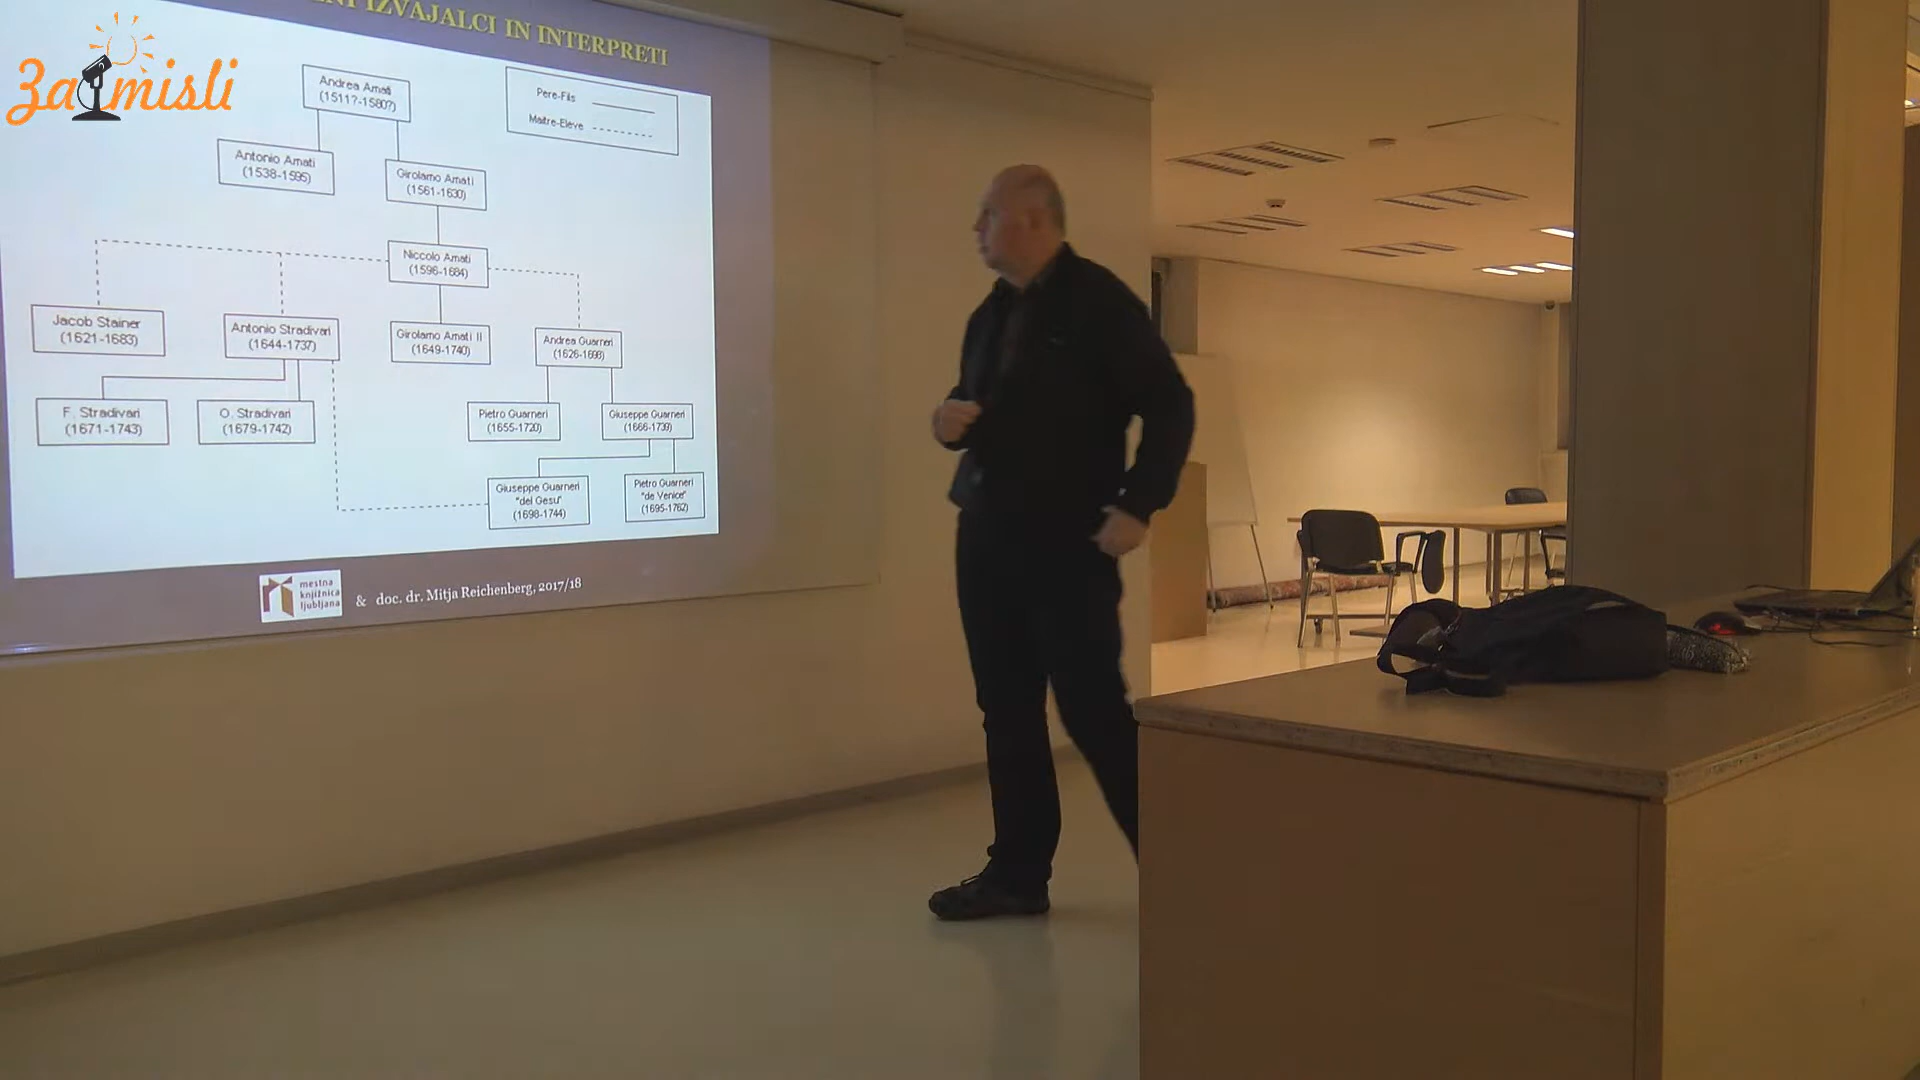 Zaimisli
IZVAJALCI IN INTERPRETI
Andrea Amati
(1511?-1580?)
Pere-Fils
Maitre-Eleve
Antonio Amati
(1538-1595)
Girolamo Amati
(1561-1630)
Niccolo Amati
(1596-1684)
Jacob Stainer
(1621-1683)
Antonio Stradivari
(1644-1737)
Girolamo Amati II
(1649-1740)
Andrea Guarneri
(1626-1698)
F. Stradivari
(1671-1743)
O. Stradivari
(1679-1742)
Pietro Guarneri
(1655-1720)
Giuseppe Guarneri
(1666-1739)
Giuseppe Guarneri
"del Gesu"
(1698-1744)
Pietro Guarneri
"de Venice"
(1695-1762)
mestna
knjižnica
ljubljana
& doc. dr. Mitja Reichenberg, 2017/18